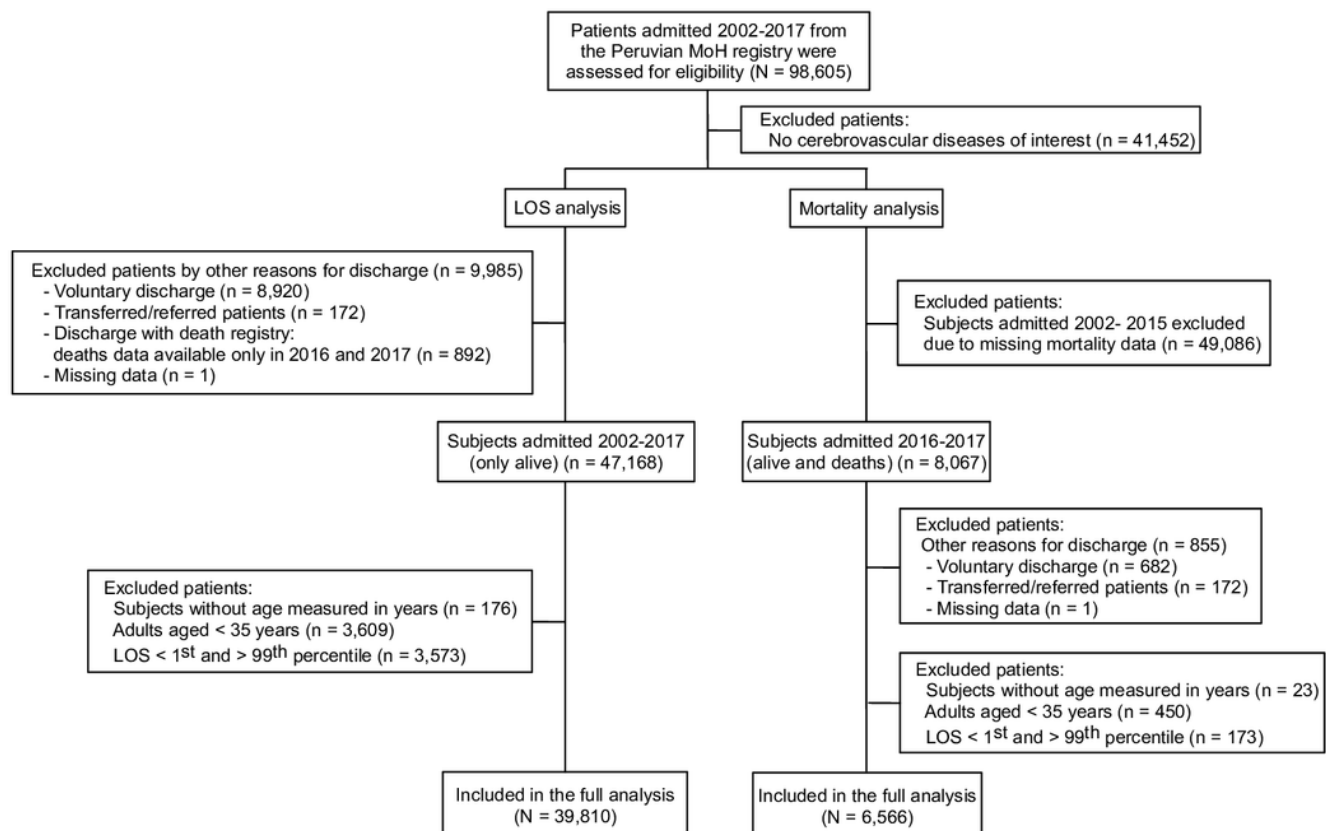 Patients admitted 2002-2017 from
the Peruvian MoH registry were
assessed for eligibility (N = 98,605)
Excluded patients:
No cerebrovascular diseases of interest (n = 41,452)
LOS analysis
Mortality analysis
Excluded patients by other reasons for discharge (n = 9,985)
- Voluntary discharge (n = 8,920)
- Transferred/referred patients (n = 172)
- Discharge with death registry:
deaths data available only in 2016 and 2017 (n = 892)
- Missing data (n = 1)
Excluded patients:
Subjects admitted 2002- 2015 excluded
due to missing mortality data (n = 49,086)
Subjects admitted 2002-2017
(only alive) (n = 47,168)
Subjects admitted 2016-2017
(alive and deaths) (n = 8,067)
Excluded patients:
Other reasons for discharge (n = 855)
- Voluntary discharge (n = 682)
- Transferred/referred patients (n = 172)
- Missing data (n = 1)
Excluded patients:
Subjects without age measured in years (n = 176)
Adults aged < 35 years (n = 3,609)
LOS < 1st and > 99th percentile (n = 3,573)
Excluded patients:
Subjects without age measured in years (n = 23)
Adults aged < 35 years (n = 450)
LOS < 1st and > 99th percentile (n = 173)
Included in the full analysis
(N = 39,810)
Included in the full analysis
(N = 6,566)